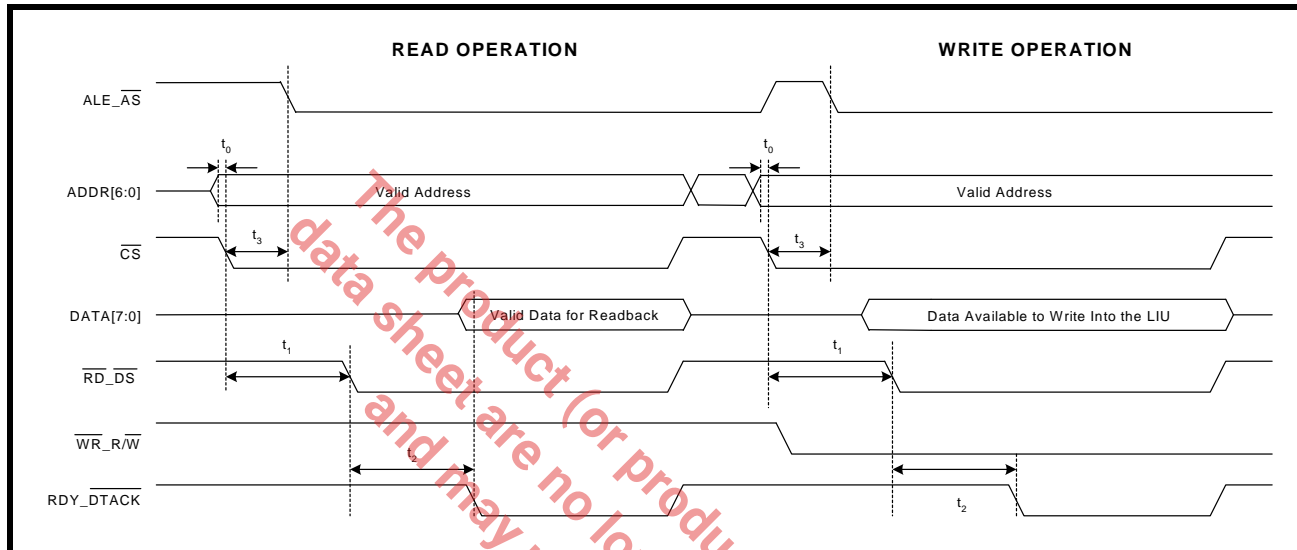 READ OPERATION
WRITE OPERATION
ALE_AS
t0
t0
ADDR[6:0]
Valid Address
Valid Address
CS
t3
t3
DATA[7:0]
Valid Data for Readback
Data Available to Write Into the LIU
t1
t1
RD_DS
WR_R/W
t2
RDY_DTACK
t2
The product (or produ
data sheet are no lo
and may